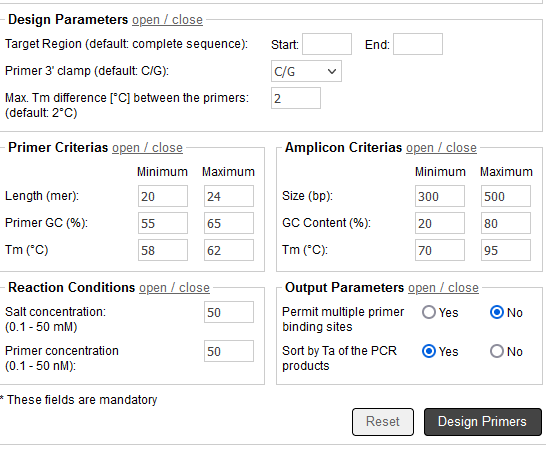 Design Parameters open / close
Target Region (default: complete sequence): Start: End:
Primer 3' clamp (default: C/G): C/G
Max. Tm difference [°C] between the primers: 2
(default: 2°C)
Primer Criterias open / close
Minimum Maximum
Length (mer): 20 24
Primer GC (%): 55 65
Tm (°C) 58 62
Amplicon Criterias open / close
Minimum Maximum
Size (bp): 300 500
GC Content (%): 20 80
Tm (°C): 70 95
Reaction Conditions open / close
Salt concentration: 50
(0.1 - 50 mM)
Primer concentration 50
(0.1 - 50 nM):
Output Parameters open / close
Permit multiple primer Yes No
binding sites
Sort by Ta of the PCR Yes No
products
* These fields are mandatory
Reset Design Primers